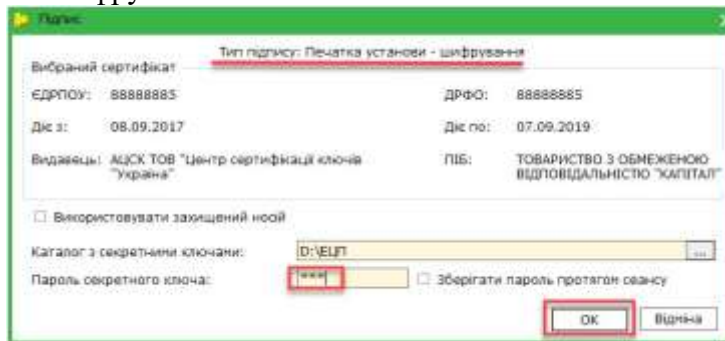 Підпис
Тип підпису: Печатка установи - шифрування
Вибраний сертифікат
ЄДРПОУ: 88888885 ДРФО: 88888885
Діє з: 08.09.2017 Діє по: 07.09.2019
Видавець: АЦСК ТОВ "Центр сертифікації ключів "Україна" ПІБ: ТОВАРИСТВО З ОБМЕЖЕНОЮ ВІДПОВІДАЛЬНІСТЮ "КАПІТАЛ"
Використовувати захищений носій
Каталог з секретними ключами: D:\ЕЦП ...
Пароль секретного ключа: *** Зберігати пароль протягом сеансу
ОК Відміна